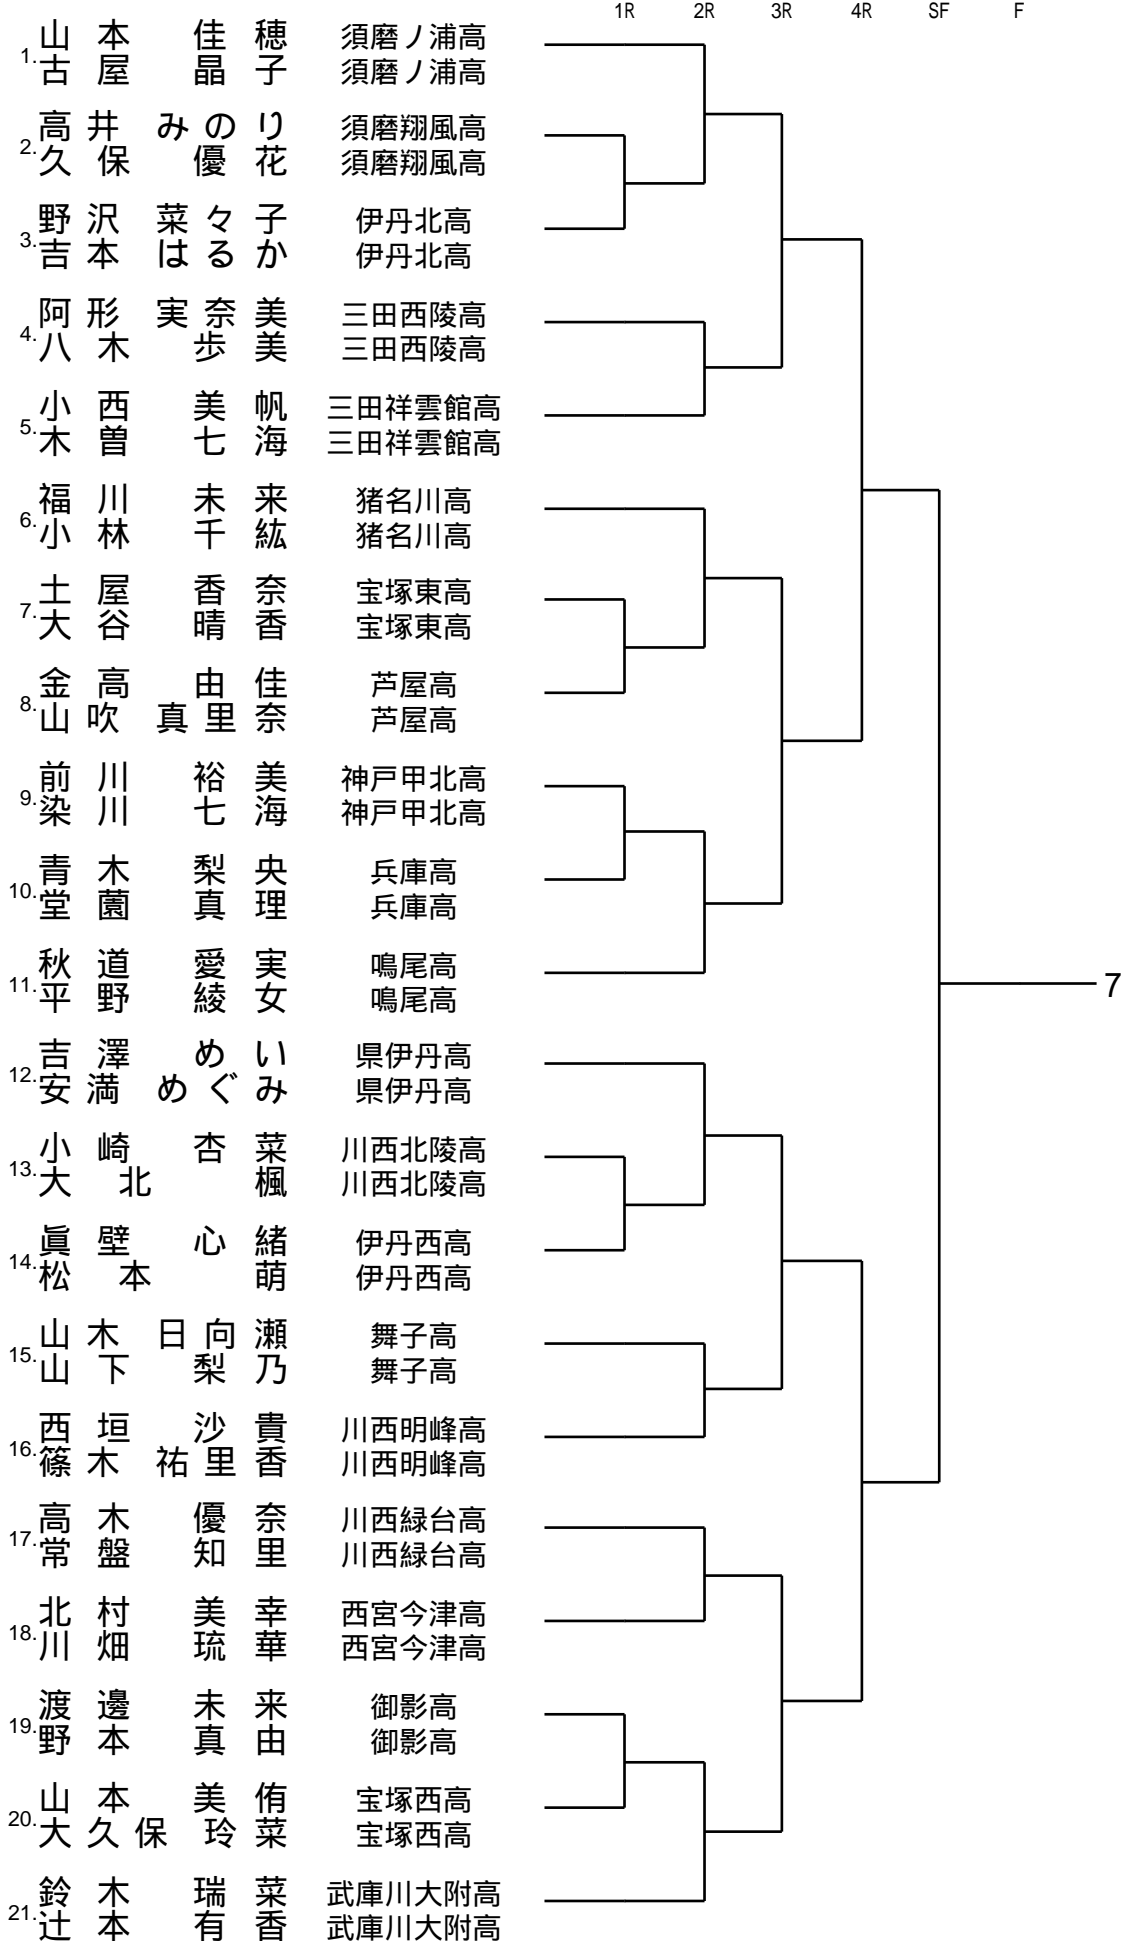 1R 2R 3R 4R SF F
1. 山本 佳穂 須磨ノ浦高
古屋 晶子 須磨ノ浦高
2. 高井 みのり 須磨翔風高
久保 優花 須磨翔風高
3. 野沢 菜々子 伊丹北高
吉本 はるか 伊丹北高
4. 阿形 実奈美 三田西陵高
八木 歩美 三田西陵高
5. 小西 美帆 三田祥雲館高
木曽 七海 三田祥雲館高
6. 福川 未来 猪名川高
小林 千紘 猪名川高
7. 土屋 香奈 宝塚東高
大谷 晴香 宝塚東高
8. 金高 由佳 芦屋高
山吹 真里奈 芦屋高
9. 前川 裕美 神戸甲北高
染川 七海 神戸甲北高
10. 青木 梨央 兵庫高
堂園 真理 兵庫高
11. 秋道 愛実 鳴尾高
平野 綾女 鳴尾高
7
12. 吉澤 めい 県伊丹高
安満 めぐみ 県伊丹高
13. 小崎 杏菜 川西北陵高
大北 楓 川西北陵高
14. 眞壁 心緒 伊丹西高
松本 萌 伊丹西高
15. 山木 日向瀬 舞子高
山下 梨乃 舞子高
16. 西垣 沙貴 川西明峰高
篠木 祐里香 川西明峰高
17. 高木 優奈 川西緑台高
常盤 知里 川西緑台高
18. 北村 美幸 西宮今津高
川畑 琉華 西宮今津高
19. 渡邊 未来 御影高
野本 真由 御影高
20. 山本 美侑 宝塚西高
大久保 玲菜 宝塚西高
21. 鈴木 瑞菜 武庫川大附高
辻本 有香 武庫川大附高